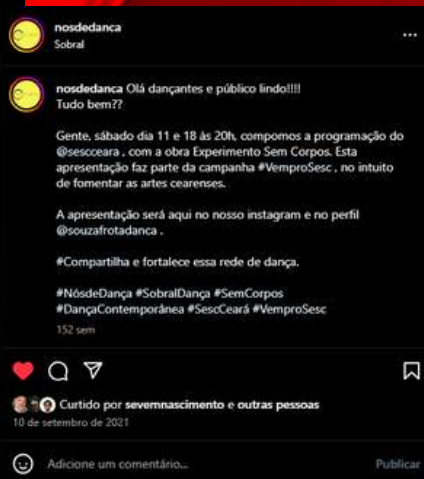 nosdedanca
Sobral
nosdedanca Olá dançantes e público lindo!!!!
Tudo bem??
Gente, sábado dia 11 e 18 às 20h, compomos a programação do
@sescceara , com a obra Experimento Sem Corpos. Esta
apresentação faz parte da campanha #VemproSesc , no intuito
de fomentar as artes cearenses.
A apresentação será aqui no nosso instagram e no perfil
@souzafrotadanca .
#Compartilha e fortalece essa rede de dança.
#NósdeDança #SobralDança #SemCorpos
#DançaContemporânea #SescCeará #VemproSesc
152 sem
Curtido por severnnascimento e outras pessoas
10 de setembro de 2021
Adicione um comentário...
Publicar